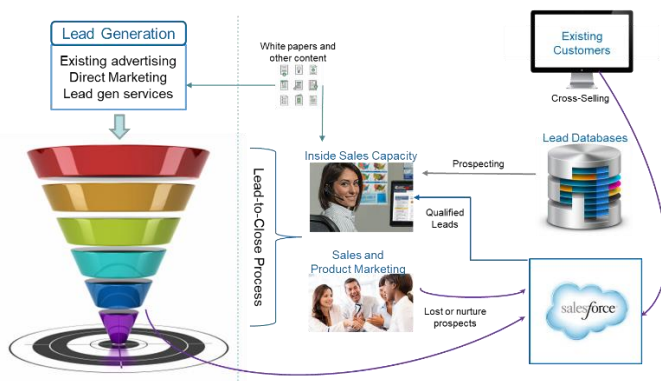 Lead Generation
Existing advertising
Direct Marketing
Lead gen services
White papers and
other content
Existing
Customers
Cross-Selling
Lead Databases
Inside Sales Capacity
Prospecting
Lead-to-Close Process
Qualified
Leads
Sales and
Product Marketing
Lost or nurture
prospects
salesforce